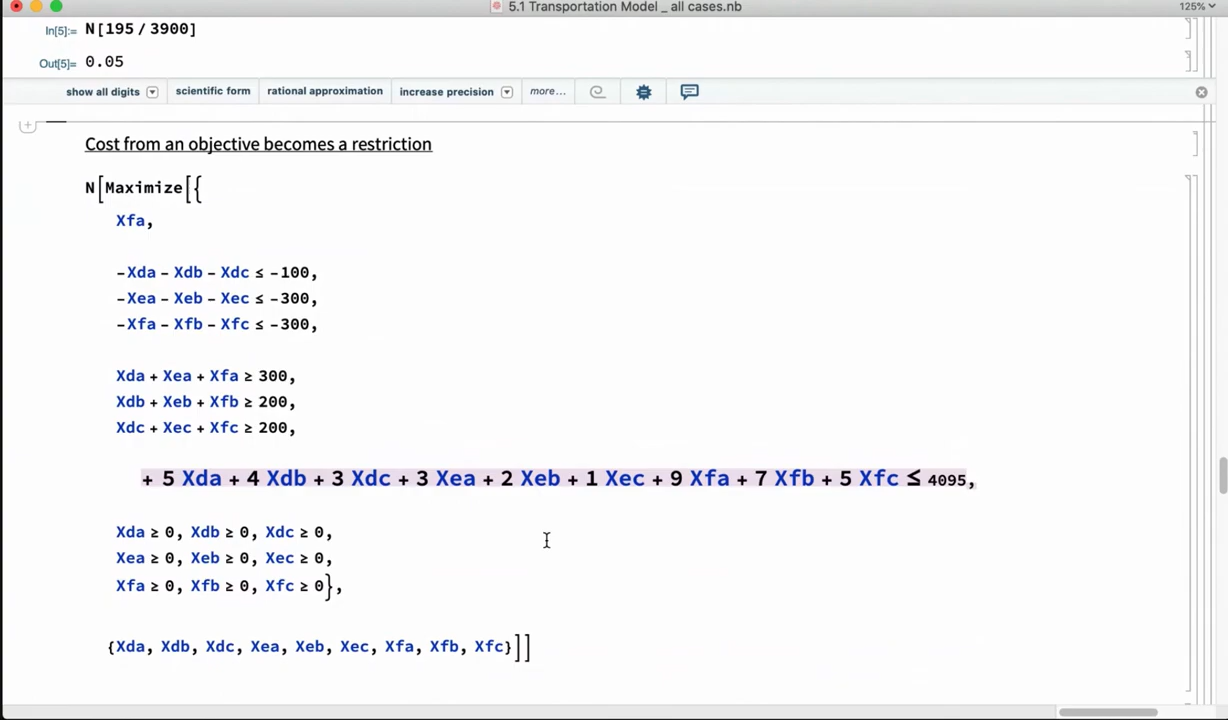 5.1 Transportation Model _ all cases.nb
125%
In[5]:= N[195 / 3900]
Out[5]= 0.05
show all digits scientific form rational approximation increase precision more...
Cost from an objective becomes a restriction
N[Maximize[{
Xfa,
-Xda - Xdb - Xdc ≤ -100,
-Xea - Xeb - Xec ≤ -300,
-Xfa - Xfb - Xfc ≤ -300,
Xda + Xea + Xfa ≥ 300,
Xdb + Xeb + Xfb ≥ 200,
Xdc + Xec + Xfc ≥ 200,
+ 5 Xda + 4 Xdb + 3 Xdc + 3 Xea + 2 Xeb + 1 Xec + 9 Xfa + 7 Xfb + 5 Xfc ≤ 4095,
Xda ≥ 0, Xdb ≥ 0, Xdc ≥ 0,
Xea ≥ 0, Xeb ≥ 0, Xec ≥ 0,
Xfa ≥ 0, Xfb ≥ 0, Xfc ≥ 0},
{Xda, Xdb, Xdc, Xea, Xeb, Xec, Xfa, Xfb, Xfc}]]